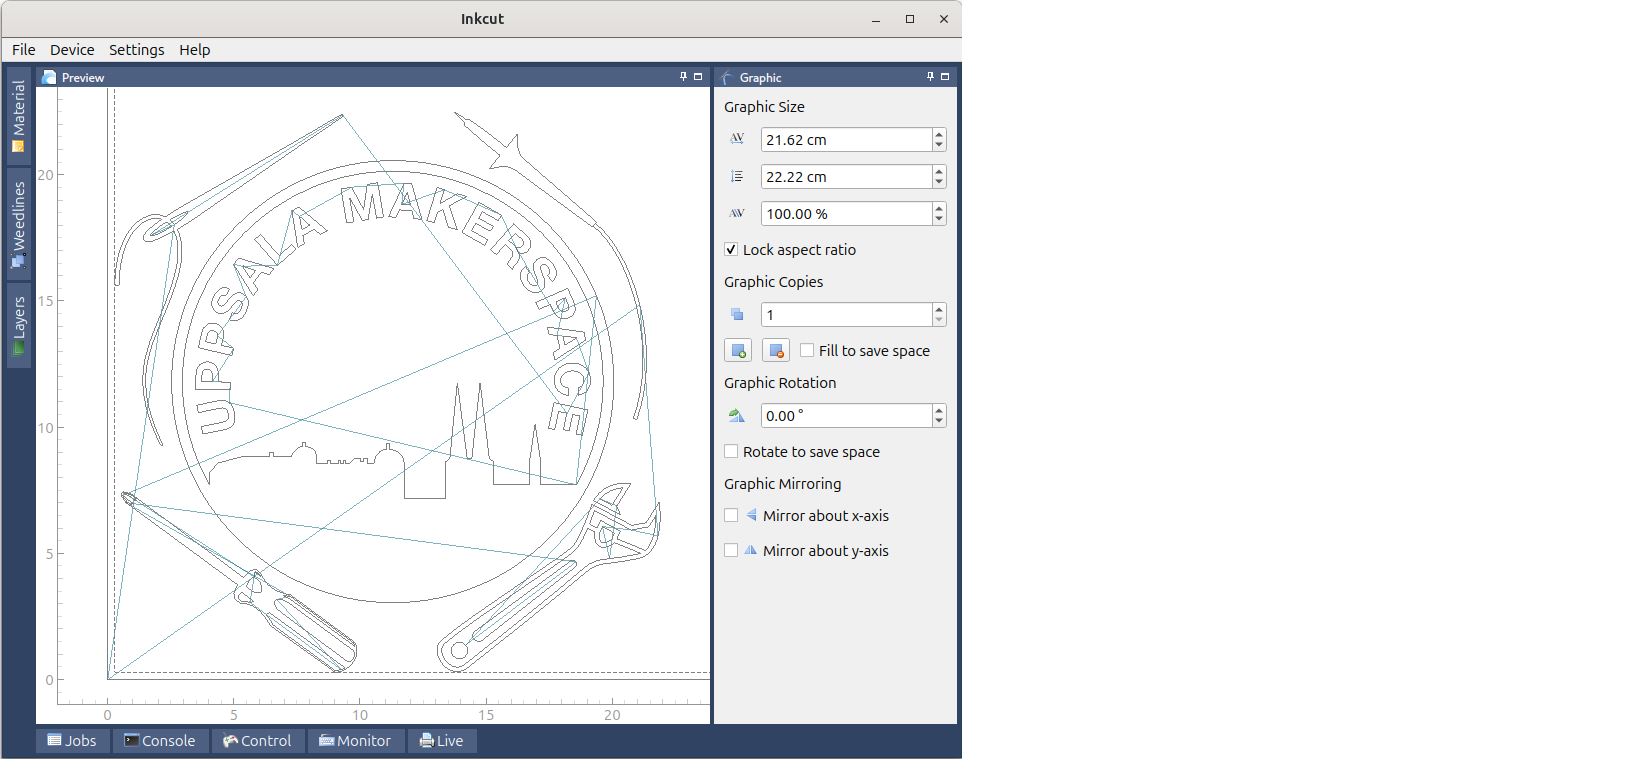 Inkcut
File Device Settings Help
Material
Weedlines
Layers
Preview
20
15
10
5
0
0 5 10 15 20
UPPSALA MAKERSPACE
Graphic
Graphic Size
21.62 cm
22.22 cm
100.00 %
Lock aspect ratio
Graphic Copies
1
Fill to save space
Graphic Rotation
0.00 °
Rotate to save space
Graphic Mirroring
Mirror about x-axis
Mirror about y-axis
Jobs Console Control Monitor Live